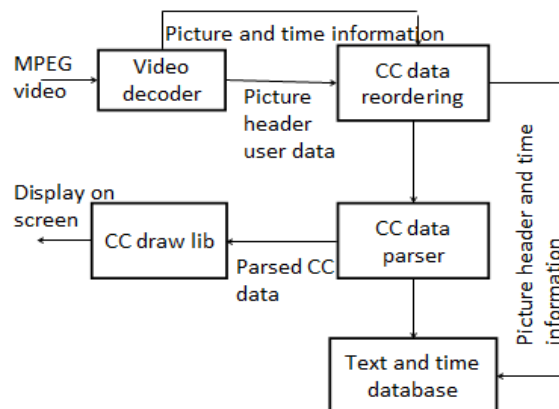 Picture and time information
MPEG
video
Video
decoder
CC data
reordering
Picture
header
user data
Display on
screen
CC draw lib
Parsed CC
data
CC data
parser
Picture header and time
information
Text and time
database